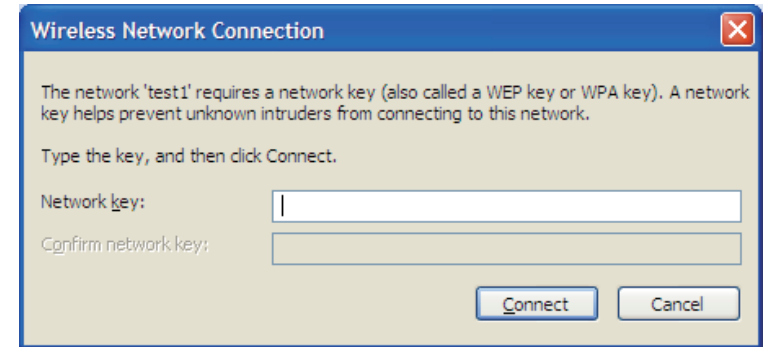 Wireless Network Connection
The network 'test1' requires a network key (also called a WEP key or WPA key). A network
key helps prevent unknown intruders from connecting to this network.
Type the key, and then click Connect.
Network key:
Confirm network key:
Connect Cancel